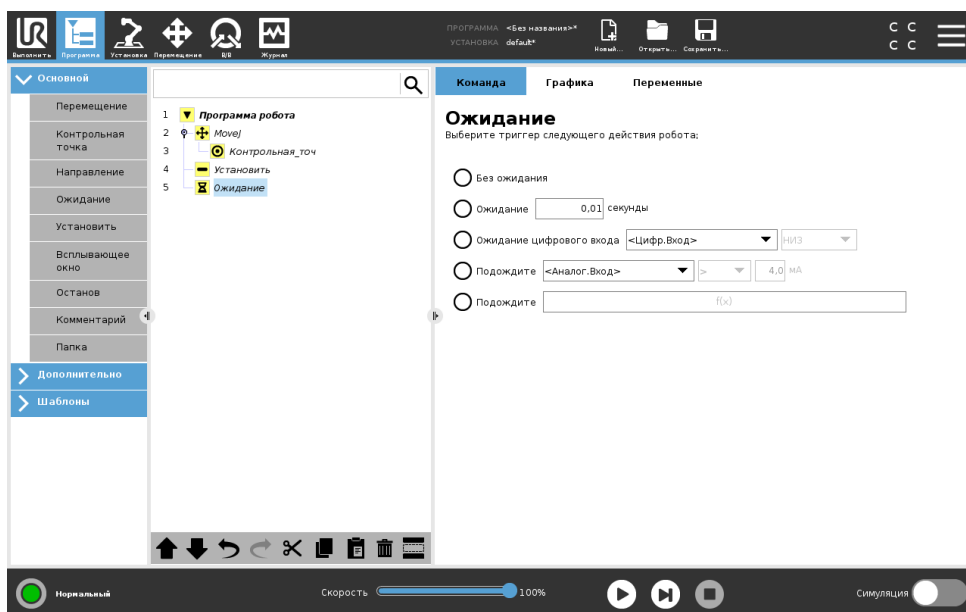 ПРОГРАММА <Без названия>*
УСТАНОВКА default*
Выполнить Программа Установка Перемещение В/В Журнал
Новый... Открыть... Сохранить...
C C
C C
Основной
Перемещение
Контрольная
точка
Направление
Ожидание
Установить
Всплывающее
окно
Останов
Комментарий
Папка
Дополнительно
Шаблоны
1 Программа робота
2 MoveJ
3 Контрольная_точ
4 Установить
5 Ожидание
Команда Графика Переменные
Ожидание
Выберите триггер следующего действия робота;
Без ожидания
Ожидание 0,01 секунды
Ожидание цифрового входа <Цифр.Вход> НИЗ
Подождите <Аналог.Вход> > 4,0 мА
Подождите f(x)
Нормальный
Скорость 100%
Симуляция